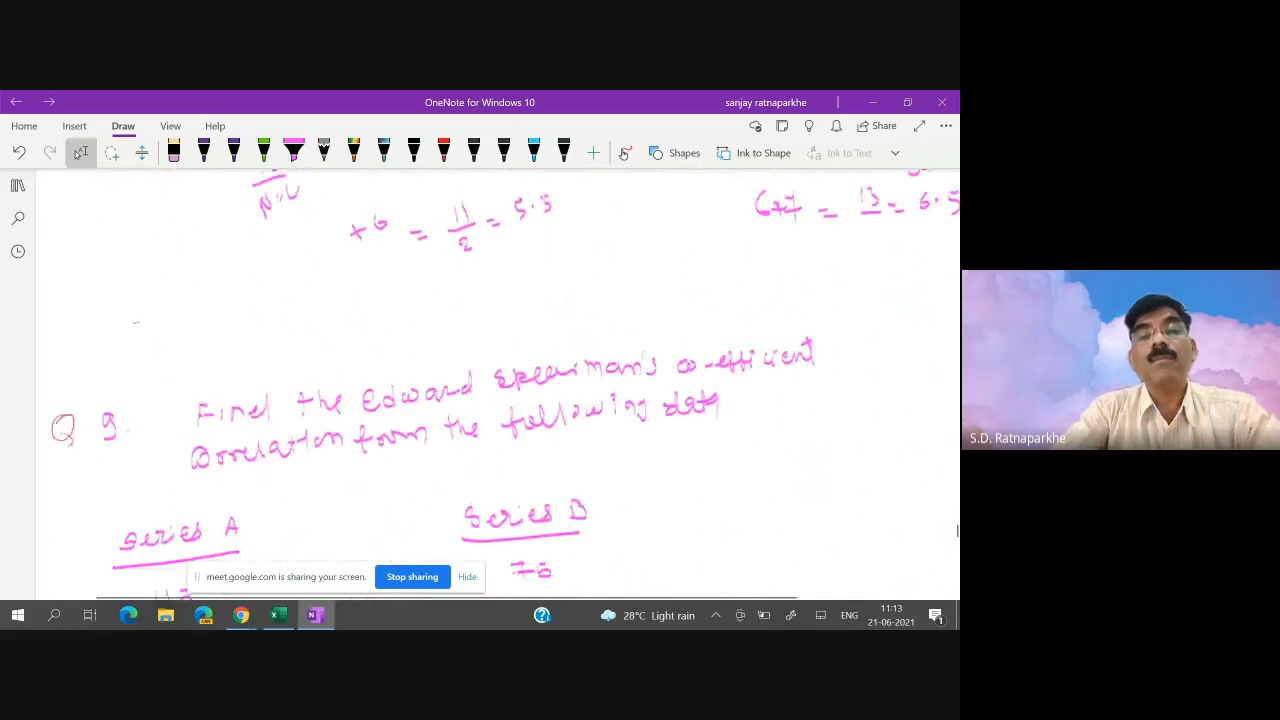 OneNote for Windows 10
sanjay ratnaparkhe
Home Insert Draw View Help
Share
Shapes
Ink to Shape
Ink to Text
+6 = 11/2 = 5.5
= 13 = 6.5
Q 9. Find the Edward Spearman's co-efficient
Correlation from the following data
Series A Series B
75
meet.google.com is sharing your screen. Stop sharing Hide
S.D. Ratnaparkhe
28°C Light rain
ENG
11:13
21-06-2021